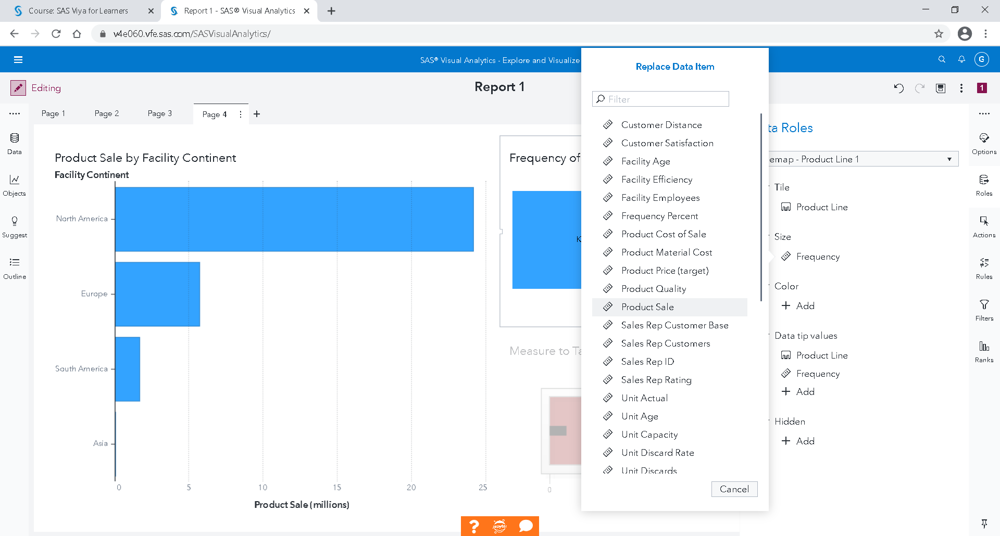 Course: SAS Viya for Learners
Report 1 - SAS® Visual Analytics
v4e060.vfe.sas.com/SASVisualAnalytics/
SAS® Visual Analytics - Explore and Visualize
G
Editing
Report 1
1
Page 1
Page 2
Page 3
Page 4
Data
Objects
Suggest
Outline
Product Sale by Facility Continent
Facility Continent
North America
Europe
South America
Asia
0
5
10
15
20
25
Product Sale (millions)
Frequency of
K
Measure to Ta
0
Replace Data Item
Filter
Customer Distance
Customer Satisfaction
Facility Age
Facility Efficiency
Facility Employees
Frequency Percent
Product Cost of Sale
Product Material Cost
Product Price (target)
Product Quality
Product Sale
Sales Rep Customer Base
Sales Rep Customers
Sales Rep ID
Sales Rep Rating
Unit Actual
Unit Age
Unit Capacity
Unit Discard Rate
Unit Discards
Cancel
ta Roles
emap - Product Line 1
Tile
Product Line
Size
Frequency
Color
Add
Data tip values
Product Line
Frequency
Add
Hidden
Add
Options
Roles
Actions
Rules
Filters
Ranks
?
jupyter